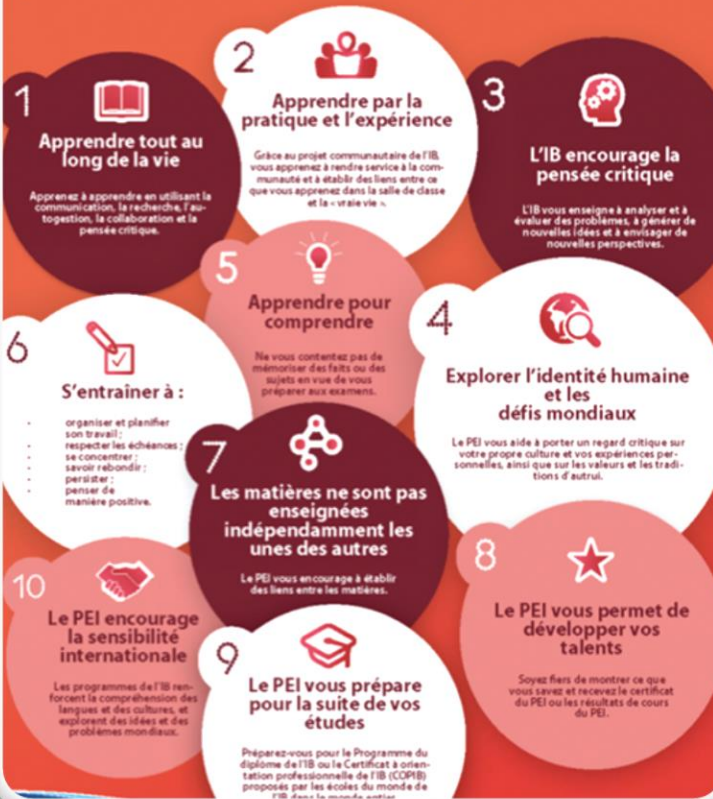 1
Apprendre tout au
long de la vie
Apprenez à apprendre en utilisant la
communication, la recherche, l'au-
togestion, la collaboration et la
pensée critique.
2
Apprendre par la
pratique et l'expérience
Grâce au projet communautaire de l'IB,
vous apprenez à rendre service à la com-
munauté et à établir des liens entre ce
que vous apprenez dans la salle de classe
et la « vraie vie ».
3
L'IB encourage la
pensée critique
L'IB vous enseigne à analyser et à
évaluer des problèmes, à générer de
nouvelles idées et à envisager de
nouvelles perspectives.
4
Explorer l'identité humaine
et les
défis mondiaux
Le PEI vous aide à porter un regard critique sur
votre propre culture et vos expériences per-
sonnelles, ainsi que sur les valeurs et les tradi-
tions d'autrui.
5
Apprendre pour
comprendre
Ne vous contentez pas de
mémoriser des faits ou des
sujets en vue de vous
préparer aux examens.
6
S'entraîner à :
• organiser et planifier
son travail ;
• respecter les échéances ;
• se concentrer ;
• savoir rebondir ;
• persister ;
• penser de
manière positive.
7
Les matières ne sont pas
enseignées
indépendamment les
unes des autres
Le PEI vous encourage à établir
des liens entre les matières.
8
Le PEI vous permet de
développer vos
talents
Soyez fiers de montrer ce que
vous savez et recevez le certificat
du PEI ou les résultats de cours
du PEI.
9
Le PEI vous prépare
pour la suite de vos
études
Préparez-vous pour le Programme du
diplôme de l'IB ou le Certificat à orien-
tation professionnelle de l'IB (COPIB)
proposés par les écoles du monde de
l'IB dans le monde entier.
10
Le PEI encourage
la sensibilité
internationale
Les programmes de l'IB ren-
forcent la compréhension des
langues et des cultures, et
explorent des idées et des
problèmes mondiaux.